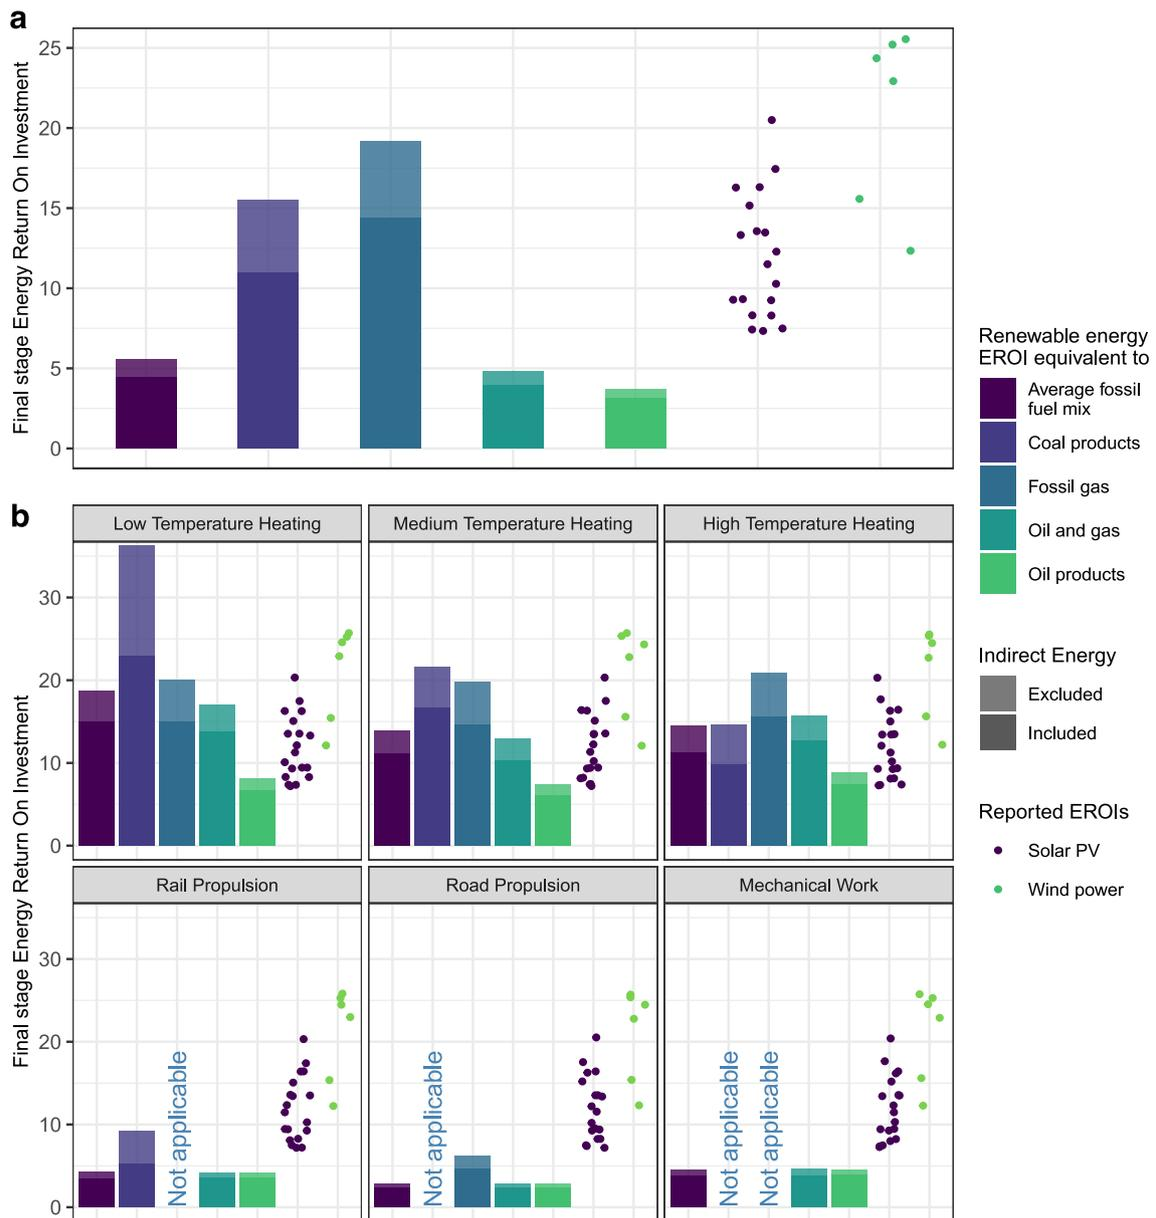 a
Final stage Energy Return On Investment
25
20
15
10
5
0
Renewable energy
EROI equivalent to
Average fossil
fuel mix
Coal products
Fossil gas
Oil and gas
Oil products
Indirect Energy
Excluded
Included
Reported EROIs
Solar PV
Wind power
b
Final stage Energy Return On Investment
Low Temperature Heating
Medium Temperature Heating
High Temperature Heating
30
20
10
0
Rail Propulsion
Road Propulsion
Mechanical Work
30
20
10
0
Not applicable
Not applicable
Not applicable
Not applicable